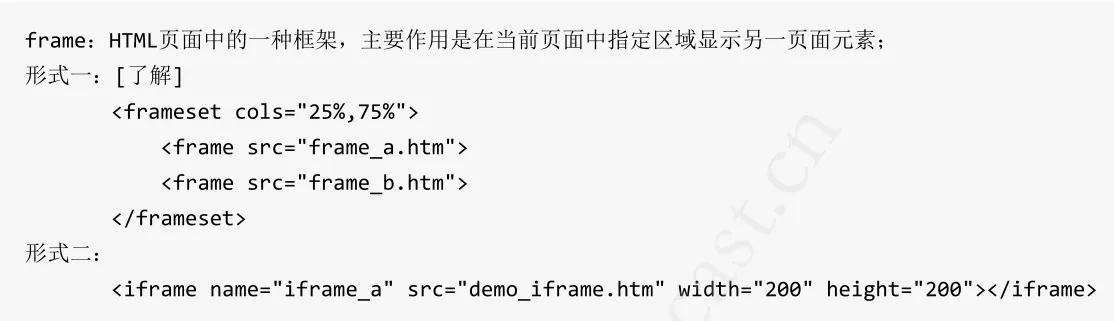 frame：HTML页面中的一种框架，主要作用是在当前页面中指定区域显示另一页面元素；
形式一：[了解]
<frameset cols="25%,75%">
<frame src="frame_a.htm">
<frame src="frame_b.htm">
</frameset>
形式二：
<iframe name="iframe_a" src="demo_iframe.htm" width="200" height="200"></iframe>
cast.cn